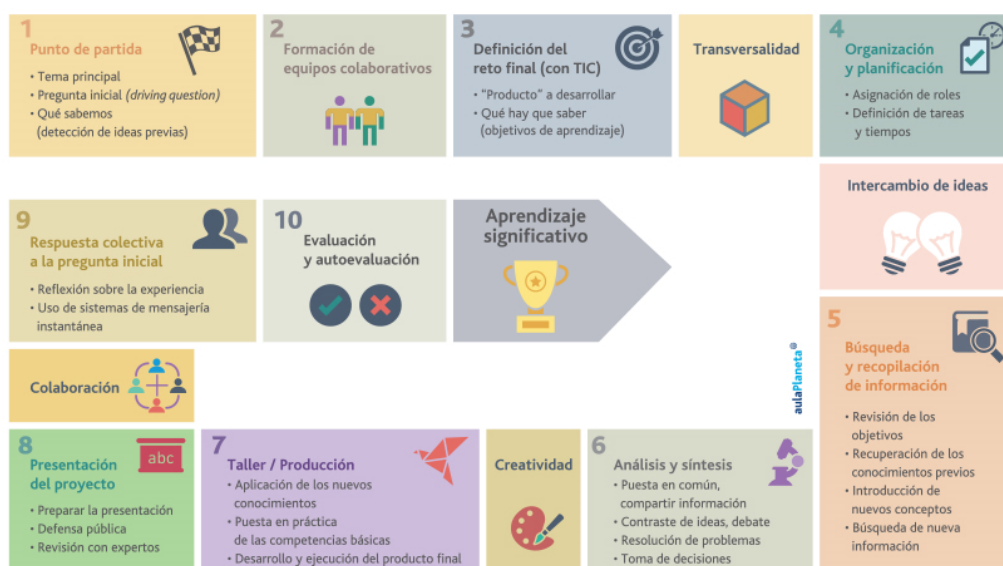 1
Punto de partida
• Tema principal
• Pregunta inicial (driving question)
• Qué sabemos
(detección de ideas previas)
2
Formación de
equipos colaborativos
3
Definición del
reto final (con TIC)
• "Producto" a desarrollar
• Qué hay que saber
(objetivos de aprendizaje)
Transversalidad
4
Organización
y planificación
• Asignación de roles
• Definición de tareas
y tiempos
Intercambio de ideas
5
Búsqueda
y recopilación
de información
• Revisión de los
objetivos
• Recuperación de los
conocimientos previos
• Introducción de
nuevos conceptos
• Búsqueda de nueva
información
6
Análisis y síntesis
• Puesta en común,
compartir información
• Contraste de ideas, debate
• Resolución de problemas
• Toma de decisiones
Creatividad
7
Taller / Producción
• Aplicación de los nuevos
conocimientos
• Puesta en práctica
de las competencias básicas
• Desarrollo y ejecución del producto final
8
abc
Presentación
del proyecto
• Preparar la presentación
• Defensa pública
• Revisión con expertos
Colaboración
9
Respuesta colectiva
a la pregunta inicial
• Reflexión sobre la experiencia
• Uso de sistemas de mensajería
instantánea
10
Evaluación
y autoevaluación
Aprendizaje
significativo
aulaPlaneta